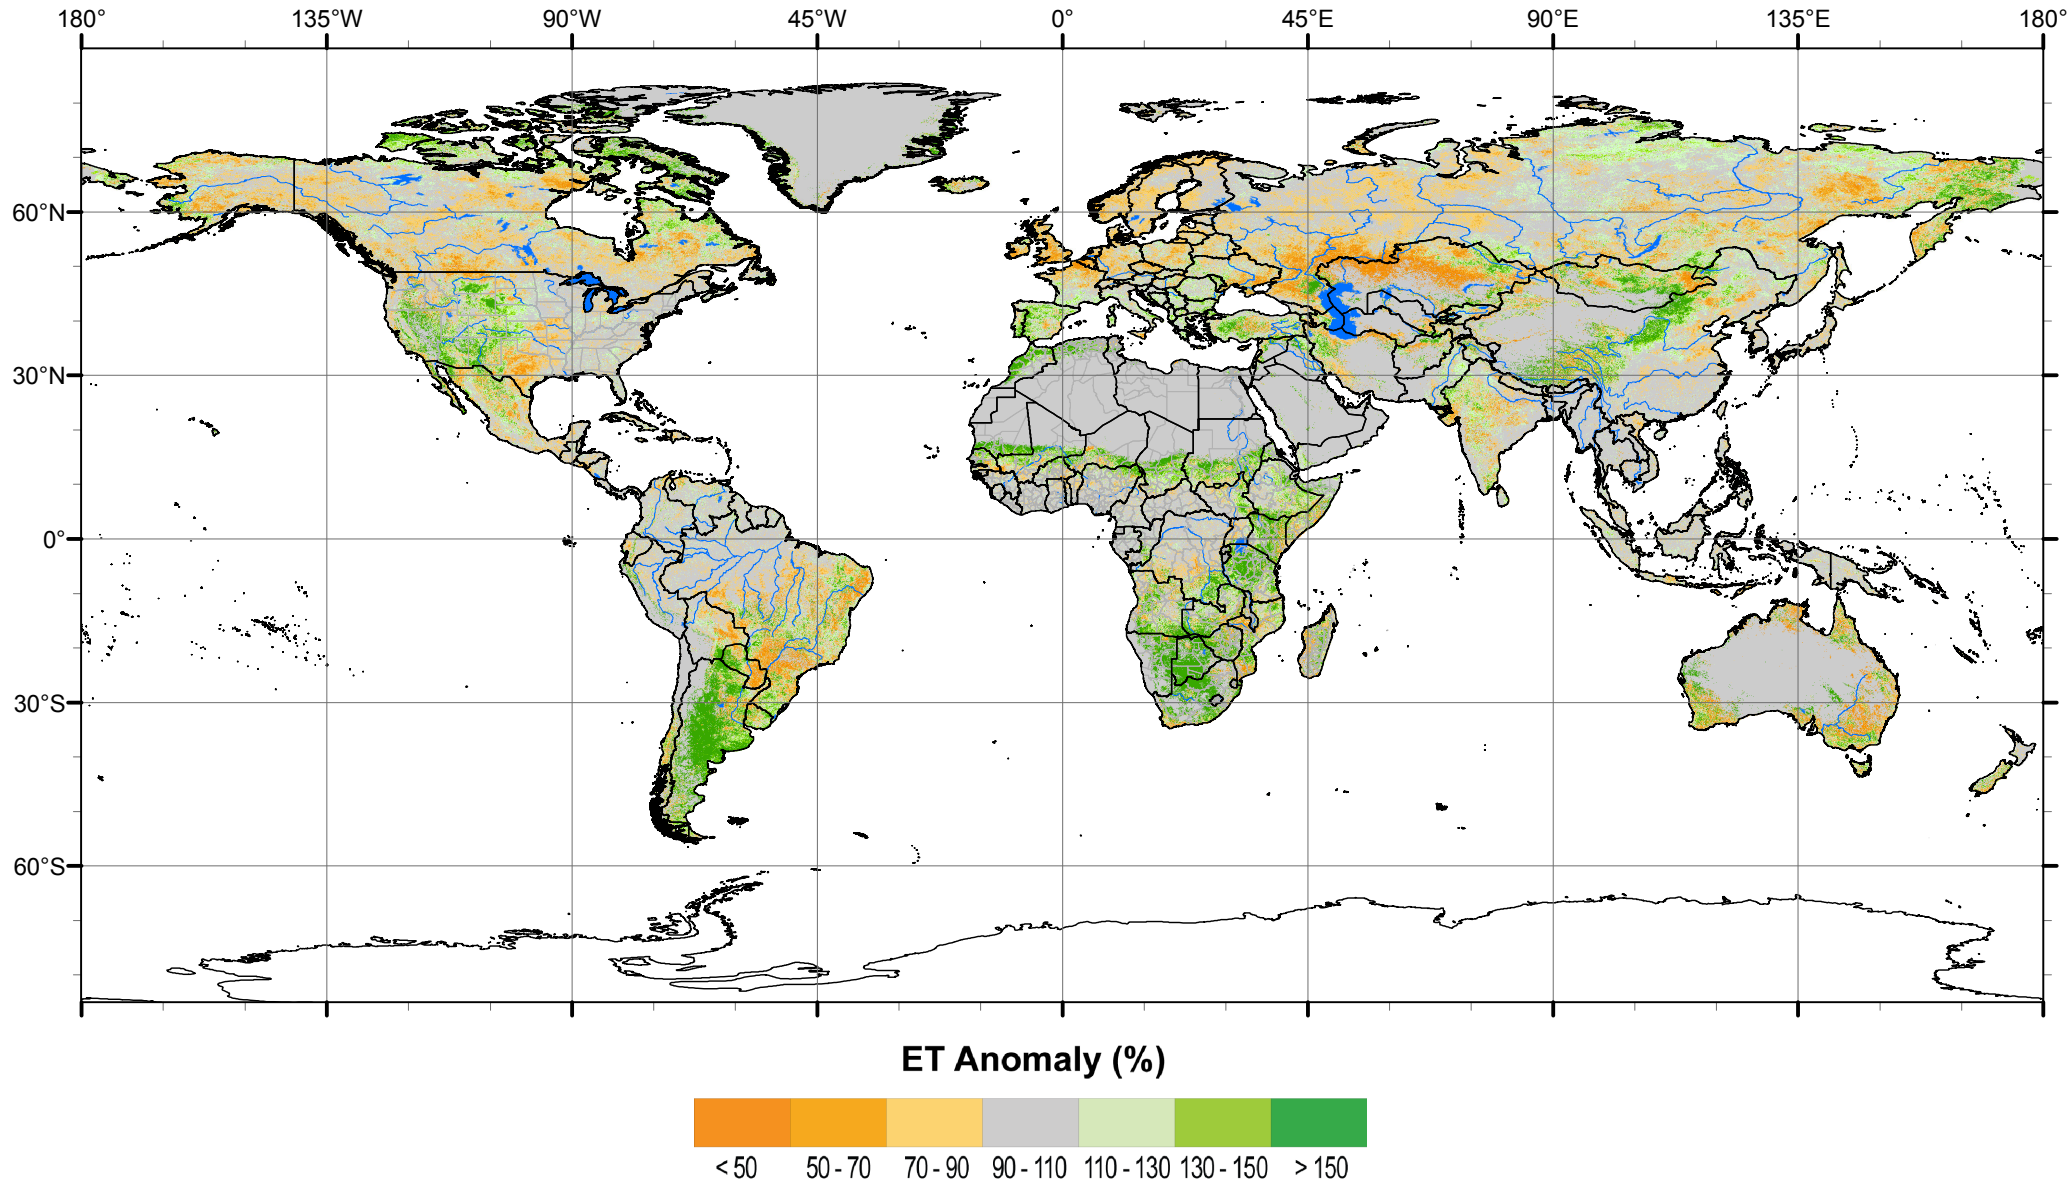 180° 135°W 90°W 45°W 0° 45°E 90°E 135°E 180°
60°N
30°N
0°
30°S
60°S
ET Anomaly (%)
< 50 50 - 70 70 - 90 90 - 110 110 - 130 130 - 150 > 150